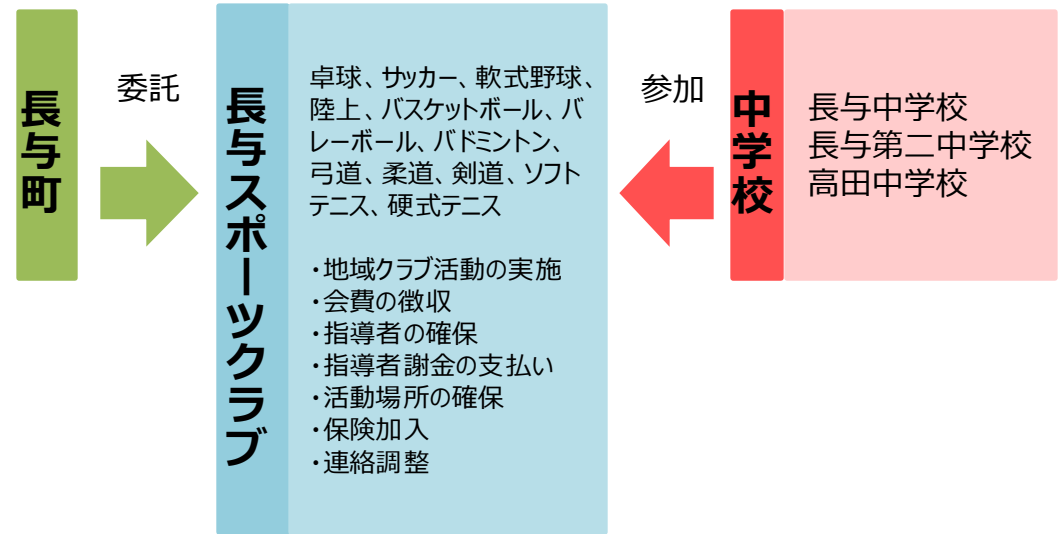 長与町
委託
長与スポーツクラブ
卓球、サッカー、軟式野球、
陸上、バスケットボール、バ
レーボール、バドミントン、
弓道、柔道、剣道、ソフト
テニス、硬式テニス
・地域クラブ活動の実施
・会費の徴収
・指導者の確保
・指導者謝金の支払い
・活動場所の確保
・保険加入
・連絡調整
参加
中学校
長与中学校
長与第二中学校
高田中学校